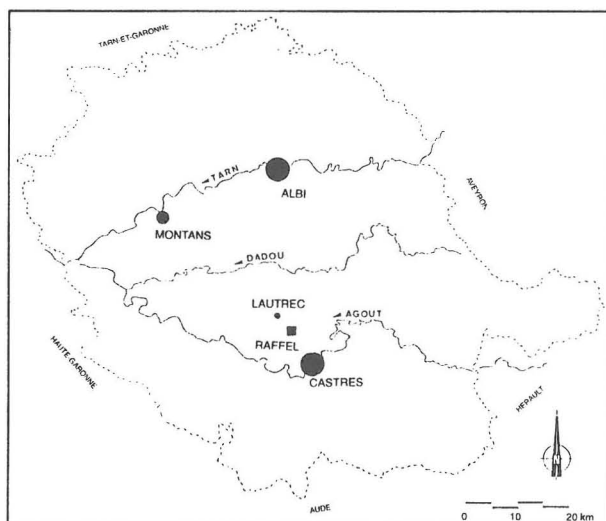 TARN-ET-GARONNE
TARN
ALBI
AVEYRON
MONTANS
DADOU
LAUTREC
AGOUT
RAFFEL
HAUTE GARONNE
CASTRES
HERAULT
AUDE
0 10 20 km